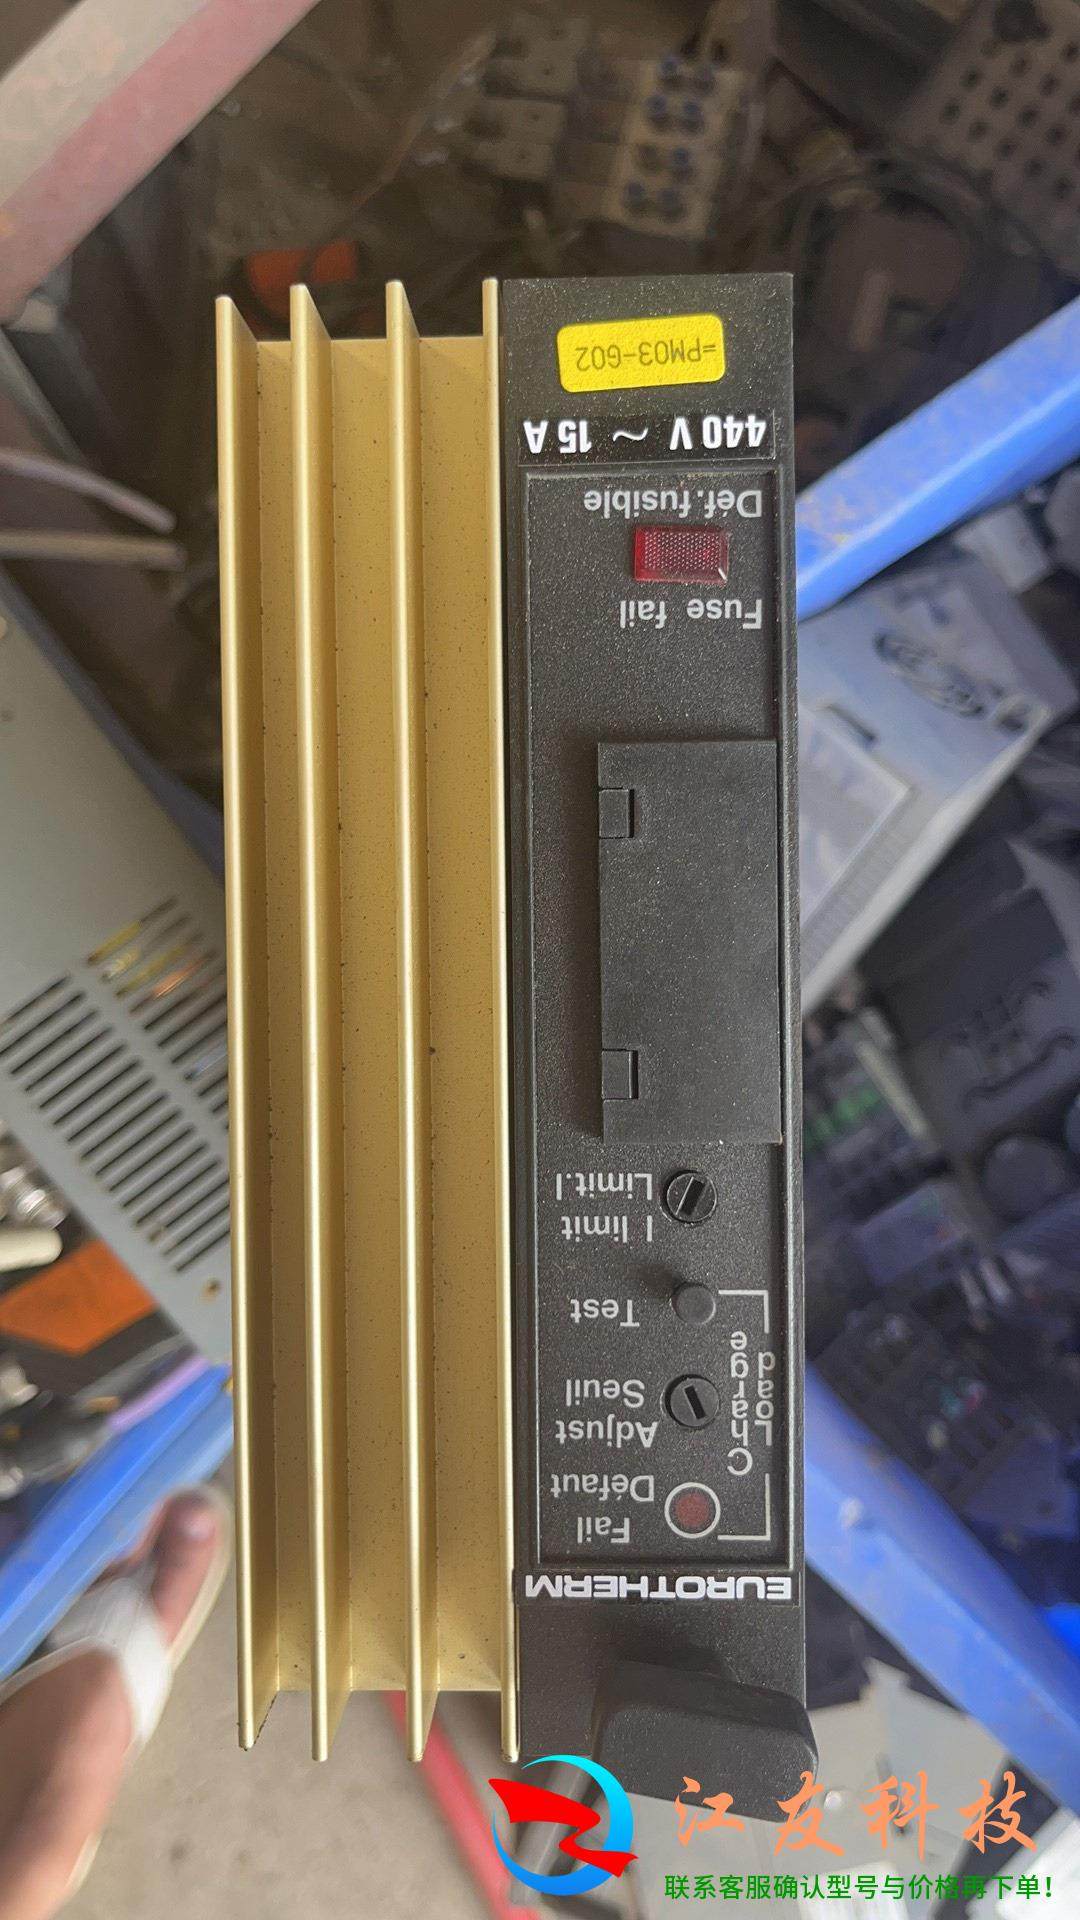 EUROTHERM
Fail
Défaut
Adjust
Seuil
Load
Charge
Test
I limit
Limit.I
Fuse fail
Déf.fusible
440 V ~ 15 A
=PM03-G02
江友科技
联系客服确认型号与价格再下单！